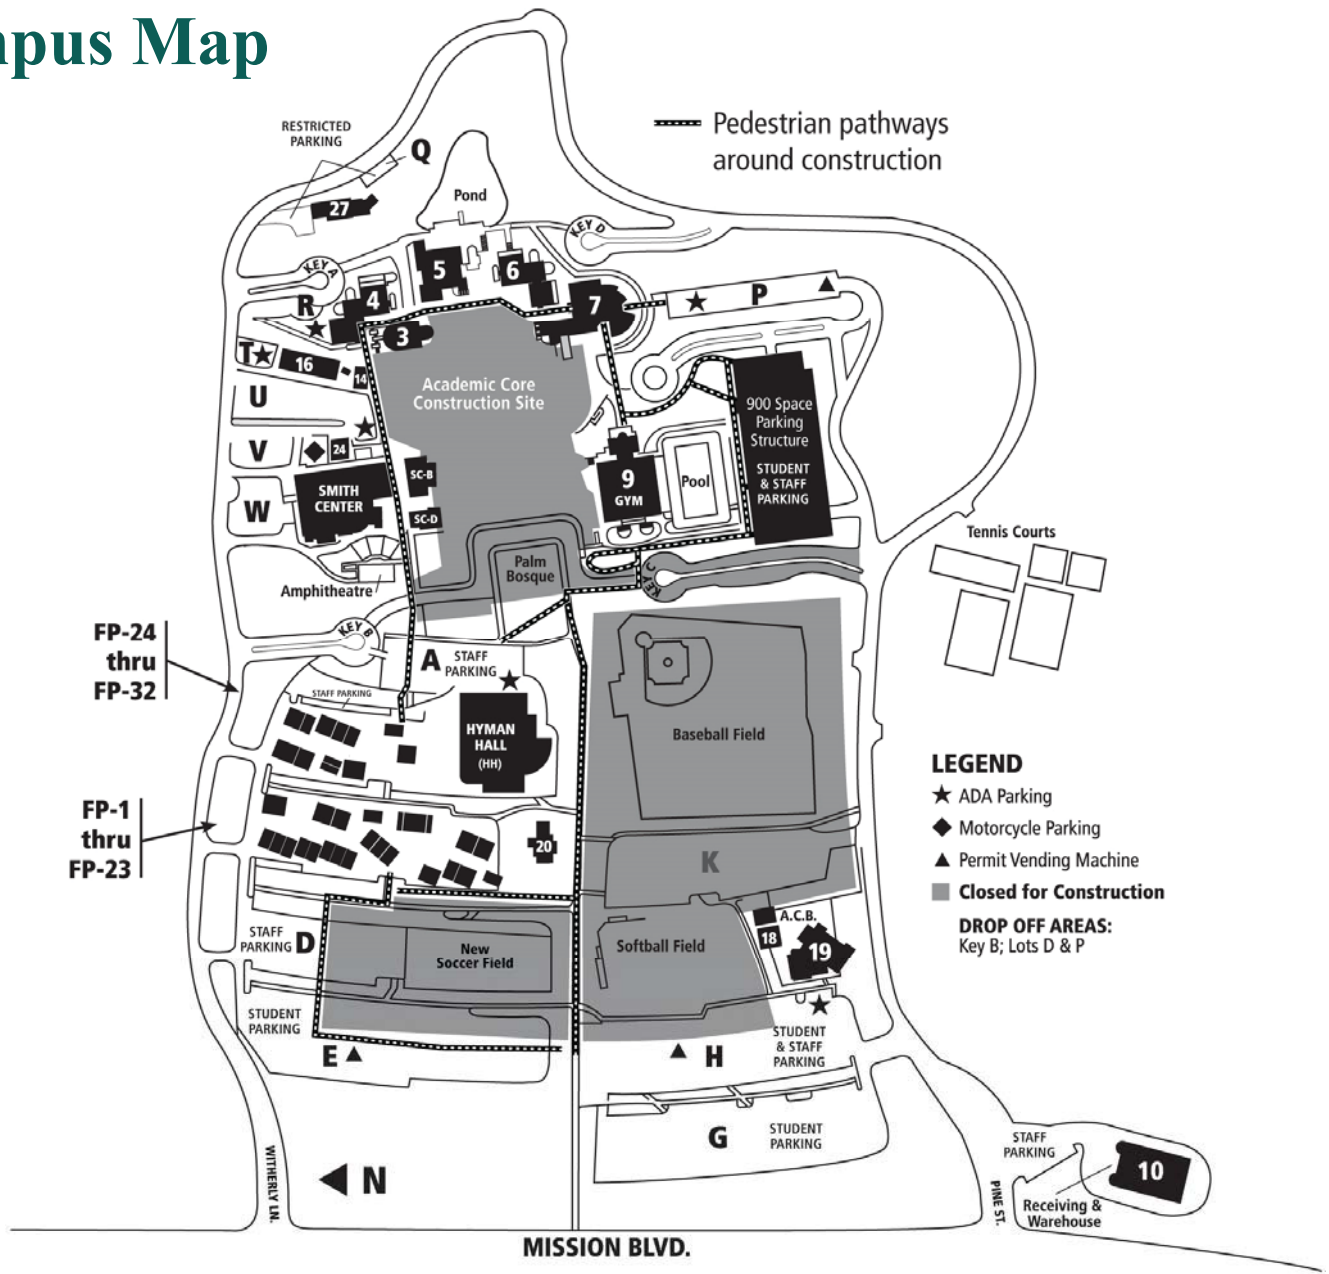 mpus Map
Pedestrian pathways
around construction
RESTRICTED
PARKING
Q
Pond
27
KEY D
KEY A
5
6
R
4
7
P
3
T
16
14
Academic Core
Construction Site
U
900 Space
Parking
Structure
STUDENT
& STAFF
PARKING
V
24
SC-B
9
GYM
Pool
SMITH
CENTER
W
SC-D
Tennis Courts
Palm
Bosque
KEY C
Amphitheatre
FP-24
thru
FP-32
KEY B
A
STAFF
PARKING
STAFF PARKING
HYMAN
HALL
(HH)
Baseball Field
LEGEND
ADA Parking
Motorcycle Parking
Permit Vending Machine
Closed for Construction
DROP OFF AREAS:
Key B; Lots D & P
FP-1
thru
FP-23
20
K
A.C.B.
18
19
STAFF
PARKING
D
New
Soccer Field
Softball Field
STUDENT
PARKING
E
H
STUDENT
& STAFF
PARKING
G
STUDENT
PARKING
STAFF
PARKING
10
Receiving &
Warehouse
WITHERLY LN.
N
PINE ST.
MISSION BLVD.